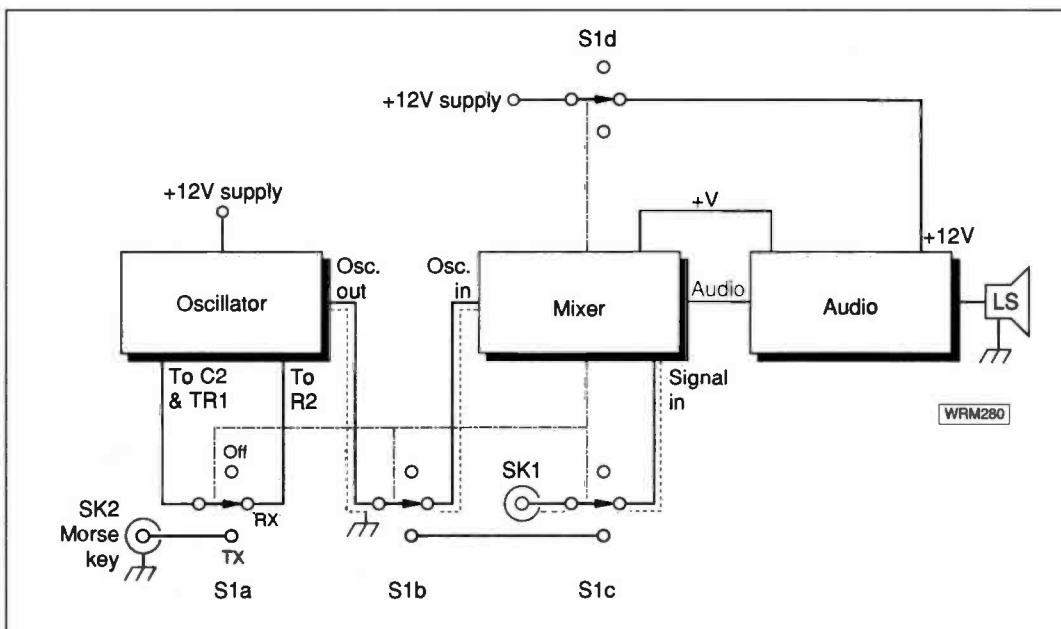 S1d
+12V supply
+12V supply
+V
+12V
Osc.
out
Osc.
in
Oscillator
Mixer
Audio
Audio
LS
To C2
& TR1
To
R2
Signal
in
WRM280
Off
SK1
SK2
Morse
key
RX
TX
S1a
S1b
S1c